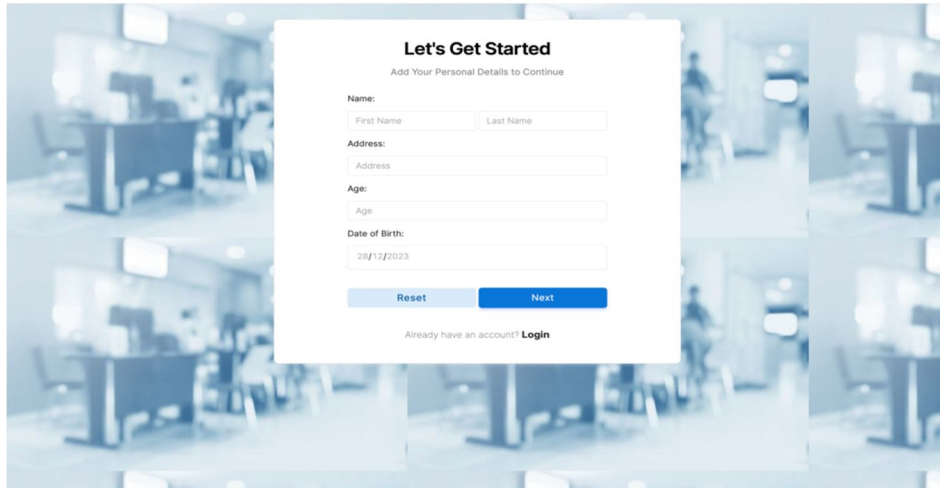 Let's Get Started
Add Your Personal Details to Continue
Name:
First Name Last Name
Address:
Address
Age:
Age
Date of Birth:
28/12/2023
Reset Next
Already have an account? Login